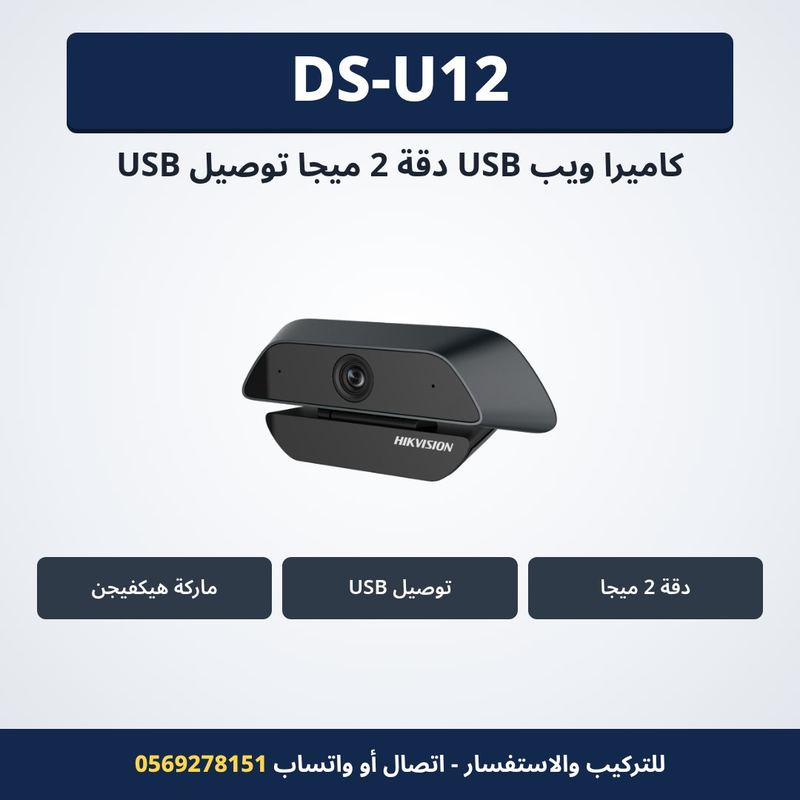 DS-U12
كاميرا ويب USB دقة 2 ميجا توصيل USB
HIKVISION
دقة 2 ميجا
توصيل USB
ماركة هيكفيجن
للتركيب والاستفسار - اتصال أو واتساب 0569278151